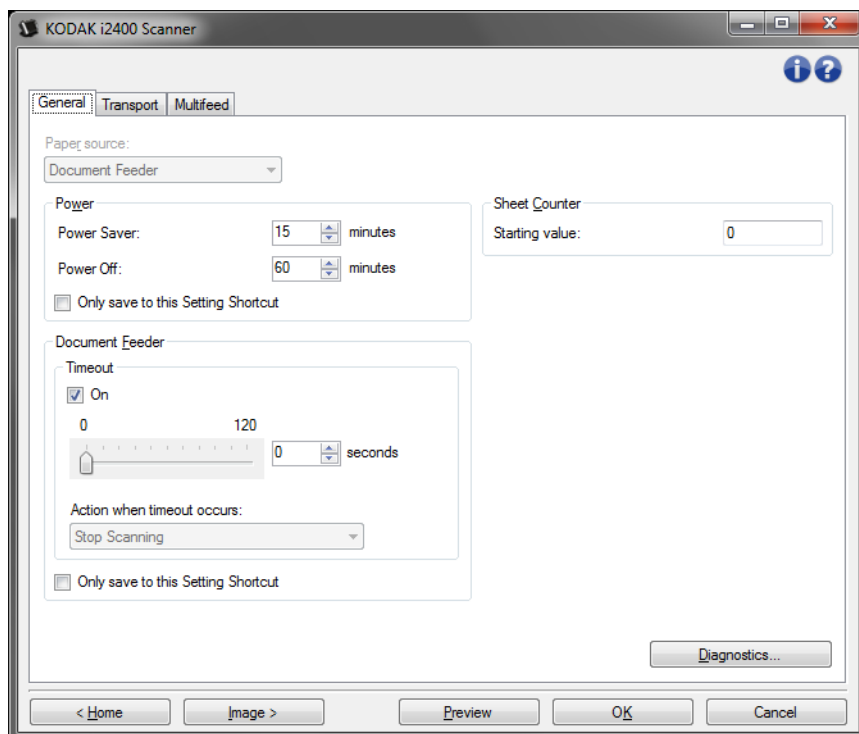 KODAK i2400 Scanner
General Transport Multifeed
Paper source:
Document Feeder
Power
Power Saver: 15 minutes
Power Off: 60 minutes
Only save to this Setting Shortcut
Sheet Counter
Starting value: 0
Document Feeder
Timeout
On
0 120
0 seconds
Action when timeout occurs:
Stop Scanning
Only save to this Setting Shortcut
Diagnostics...
< Home Image > Preview OK Cancel